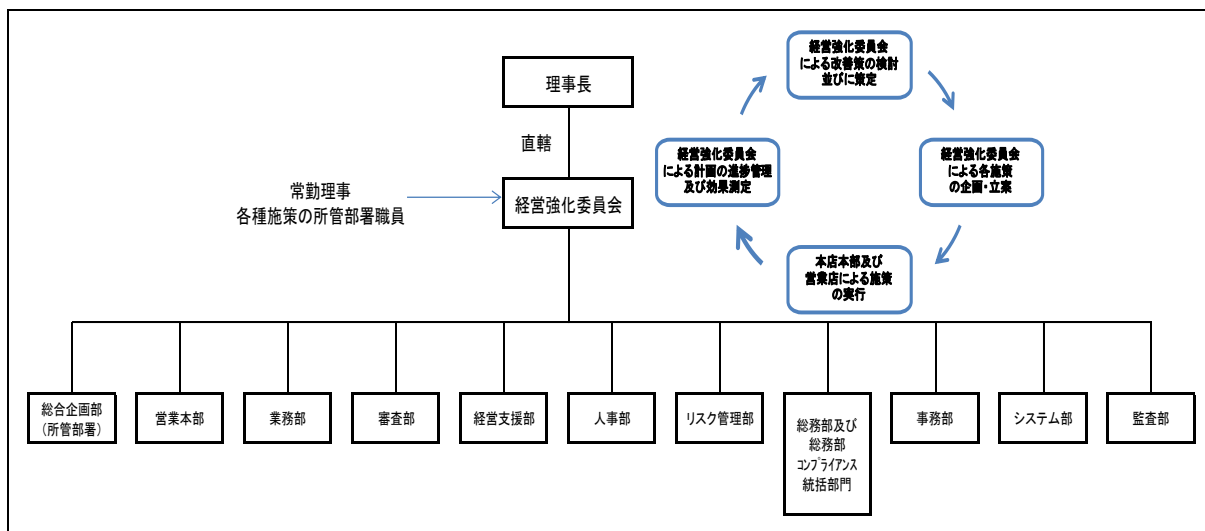 理事長
直轄
常勤理事
各種施策の所管部署職員
経営強化委員会
経営強化委員会
による改善策の検討
並びに策定
経営強化委員会
による各施策
の企画・立案
本店本部及び
営業店による施策
の実行
経営強化委員会
による計画の進捗管理
及び効果測定
総合企画部
(所管部署)
営業本部
業務部
審査部
経営支援部
人事部
リスク管理部
総務部及び
総務部
コンプライアンス
統括部門
事務部
システム部
監査部